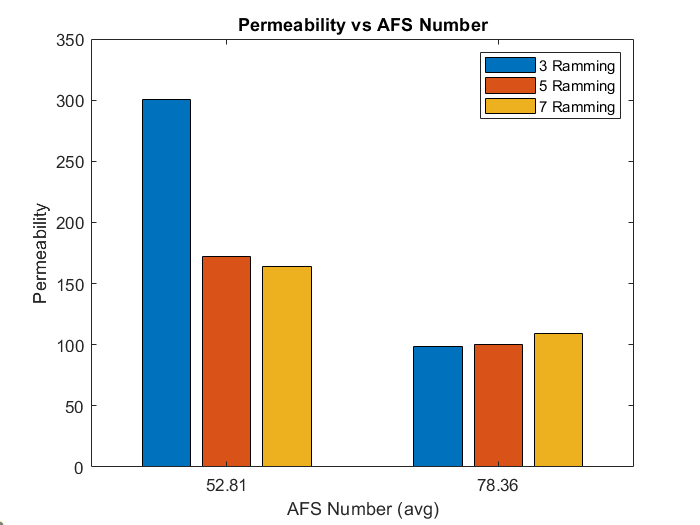 Permeability vs AFS Number
350
300
250
200
150
100
50
0
Permeability
3 Ramming
5 Ramming
7 Ramming
52.81
78.36
AFS Number (avg)